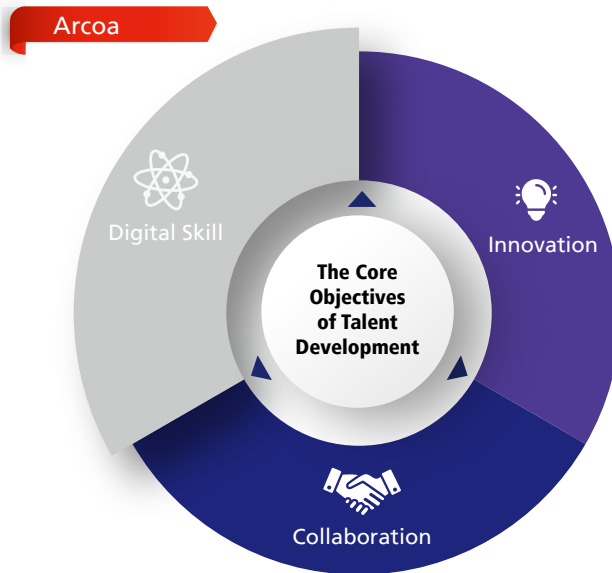 Arcoa
Digital Skill
Innovation
The Core
Objectives
of Talent
Development
Collaboration